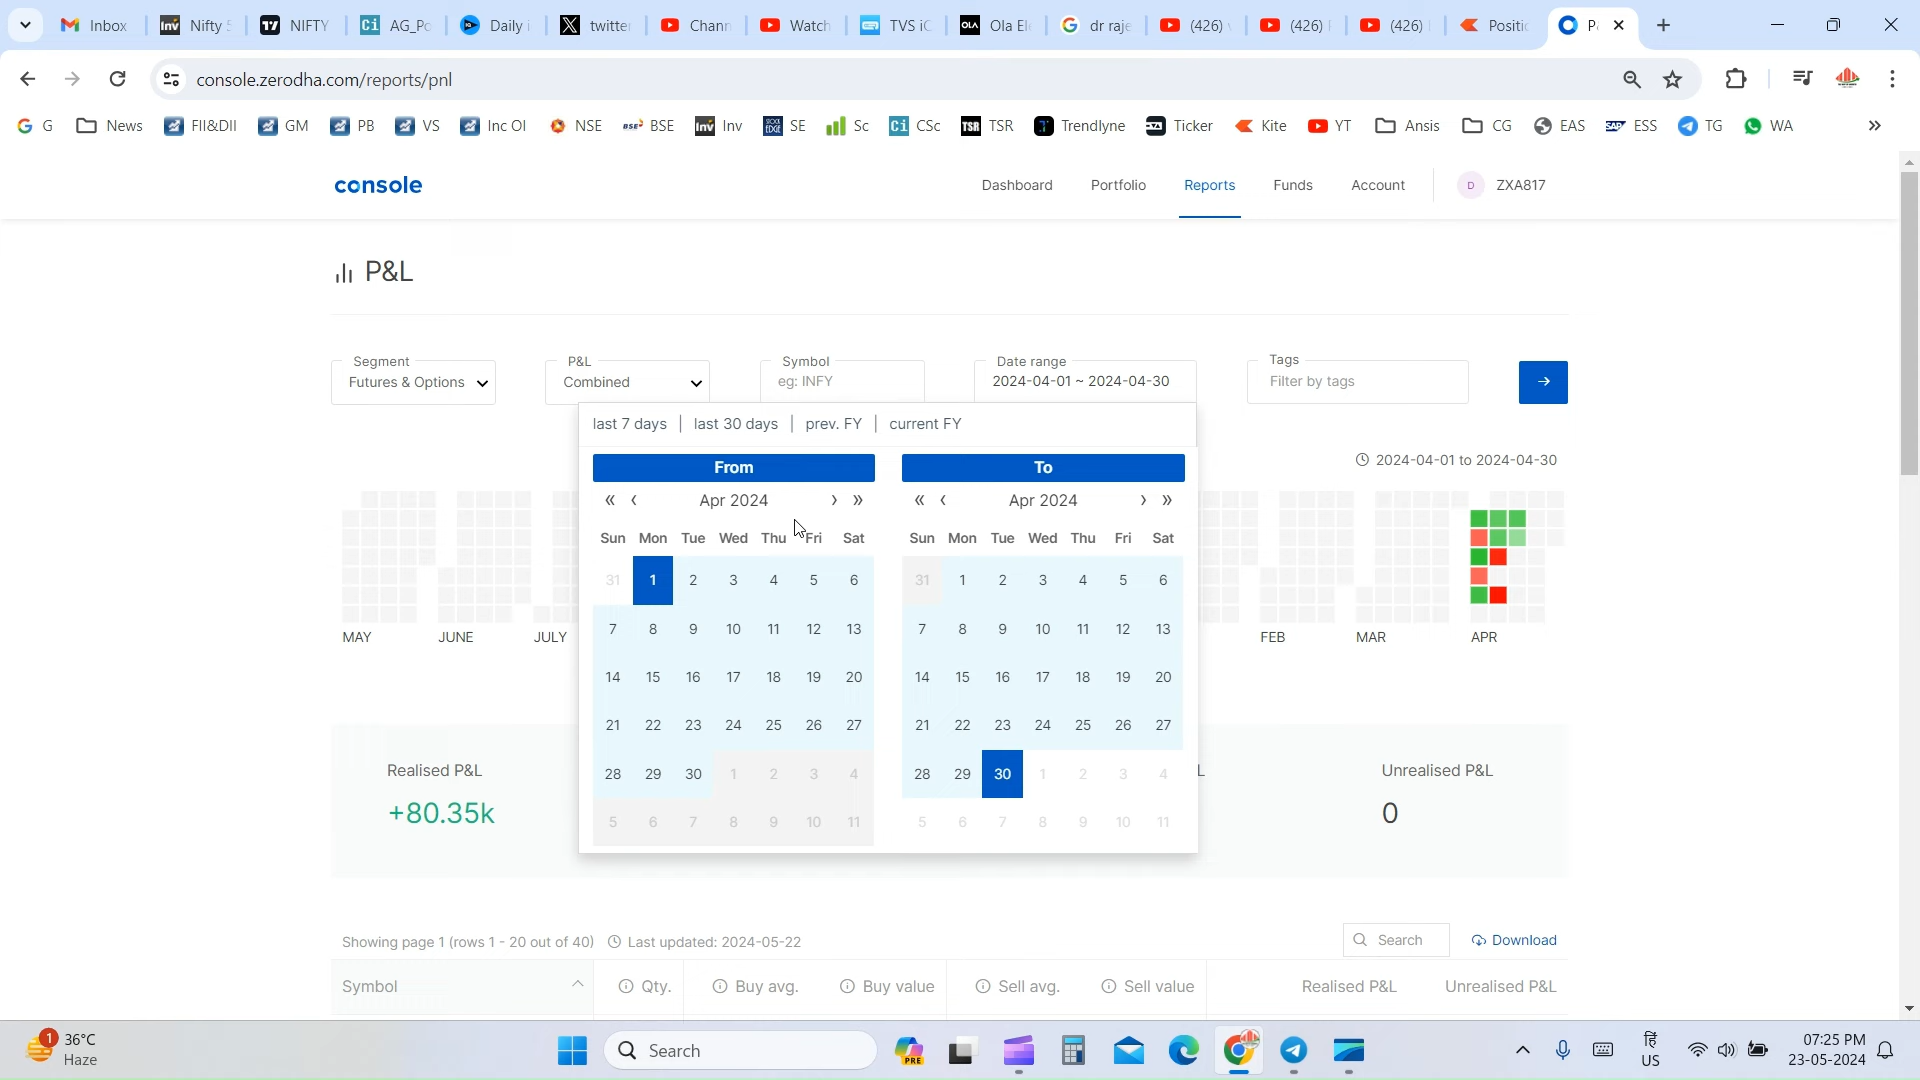 Inbox
Nifty 5
NIFTY
AG_Po
Daily i
twitte
Chann
Watch
TVS iC
Ola El
dr raje
(426)
(426)
(426)
Positic
console.zerodha.com/reports/pnl
G
News
FII&DII
GM
PB
VS
Inc OI
NSE
BSE
Inv
SE
Sc
CSc
TSR
Trendlyne
Ticker
Kite
YT
Ansis
CG
EAS
ESS
TG
WA
console
Dashboard
Portfolio
Reports
Funds
Account
D ZXA817
P&L
Segment
Futures & Options
P&L
Combined
Symbol
eg: INFY
Date range
2024-04-01 ~ 2024-04-30
Tags
Filter by tags
last 7 days | last 30 days | prev. FY | current FY
2024-04-01 to 2024-04-30
From
« ‹ Apr 2024 › »
Sun Mon Tue Wed Thu Fri Sat
31 1 2 3 4 5 6
7 8 9 10 11 12 13
14 15 16 17 18 19 20
21 22 23 24 25 26 27
28 29 30 1 2 3 4
5 6 7 8 9 10 11
To
« ‹ Apr 2024 › »
Sun Mon Tue Wed Thu Fri Sat
31 1 2 3 4 5 6
7 8 9 10 11 12 13
14 15 16 17 18 19 20
21 22 23 24 25 26 27
28 29 30 1 2 3 4
5 6 7 8 9 10 11
MAY JUNE JULY FEB MAR APR
Realised P&L
+80.35k
L
Unrealised P&L
0
Showing page 1 (rows 1 - 20 out of 40) Last updated: 2024-05-22
Search
Download
Symbol Qty. Buy avg. Buy value Sell avg. Sell value Realised P&L Unrealised P&L
1 36°C
Haze
Search
PRE
हिं
US
07:25 PM
23-05-2024